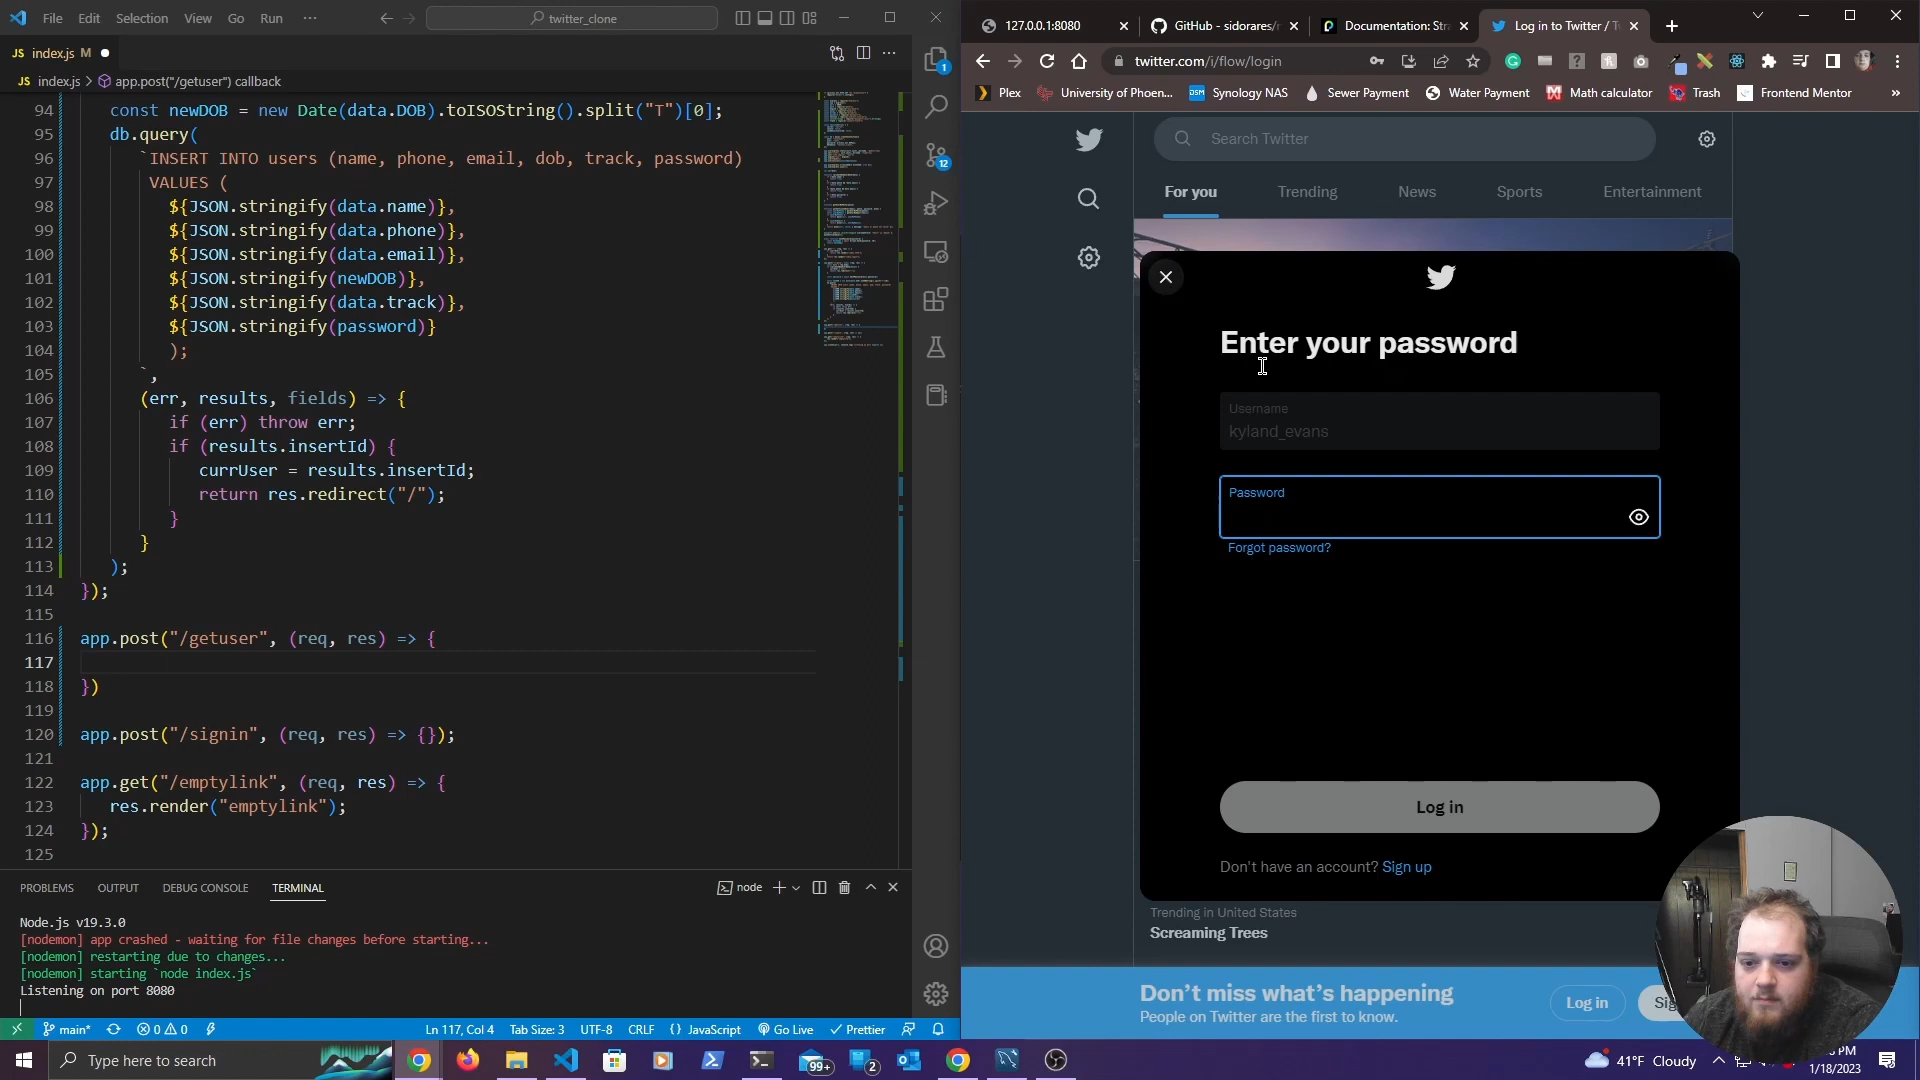 File Edit Selection View Go Run ···
twitter_clone
JS index.js M
JS index.js > app.post("/getuser") callback
94 const newDOB = new Date(data.DOB).toISOString().split("T")[0];
95 db.query(
96 `INSERT INTO users (name, phone, email, dob, track, password)
97 VALUES (
98 ${JSON.stringify(data.name)},
99 ${JSON.stringify(data.phone)},
100 ${JSON.stringify(data.email)},
101 ${JSON.stringify(newDOB)},
102 ${JSON.stringify(data.track)},
103 ${JSON.stringify(password)}
104 );
105 `,
106 (err, results, fields) => {
107 if (err) throw err;
108 if (results.insertId) {
109 currUser = results.insertId;
110 return res.redirect("/");
111 }
112 }
113 );
114 });
115
116 app.post("/getuser", (req, res) => {
117
118 })
119
120 app.post("/signin", (req, res) => {});
121
122 app.get("/emptylink", (req, res) => {
123 res.render("emptylink");
124 });
125
PROBLEMS OUTPUT DEBUG CONSOLE TERMINAL
node
Node.js v19.3.0
[nodemon] app crashed - waiting for file changes before starting...
[nodemon] restarting due to changes...
[nodemon] starting `node index.js`
Listening on port 8080
1
12
main* 0 0 Ln 117, Col 4 Tab Size: 3 UTF-8 CRLF {} JavaScript Go Live Prettier
127.0.0.1:8080
GitHub - sidorares/
Documentation: Str
Log in to Twitter / T
twitter.com/i/flow/login
Plex University of Phoen... DSM Synology NAS Sewer Payment Water Payment Math calculator Trash Frontend Mentor »
Search Twitter
For you Trending News Sports Entertainment
Enter your password
Username
kyland_evans
Password
Forgot password?
Log in
Don't have an account? Sign up
Trending in United States
Screaming Trees
Don't miss what's happening
People on Twitter are the first to know.
Log in
Type here to search
99+
2
41°F Cloudy
PM
1/18/2023